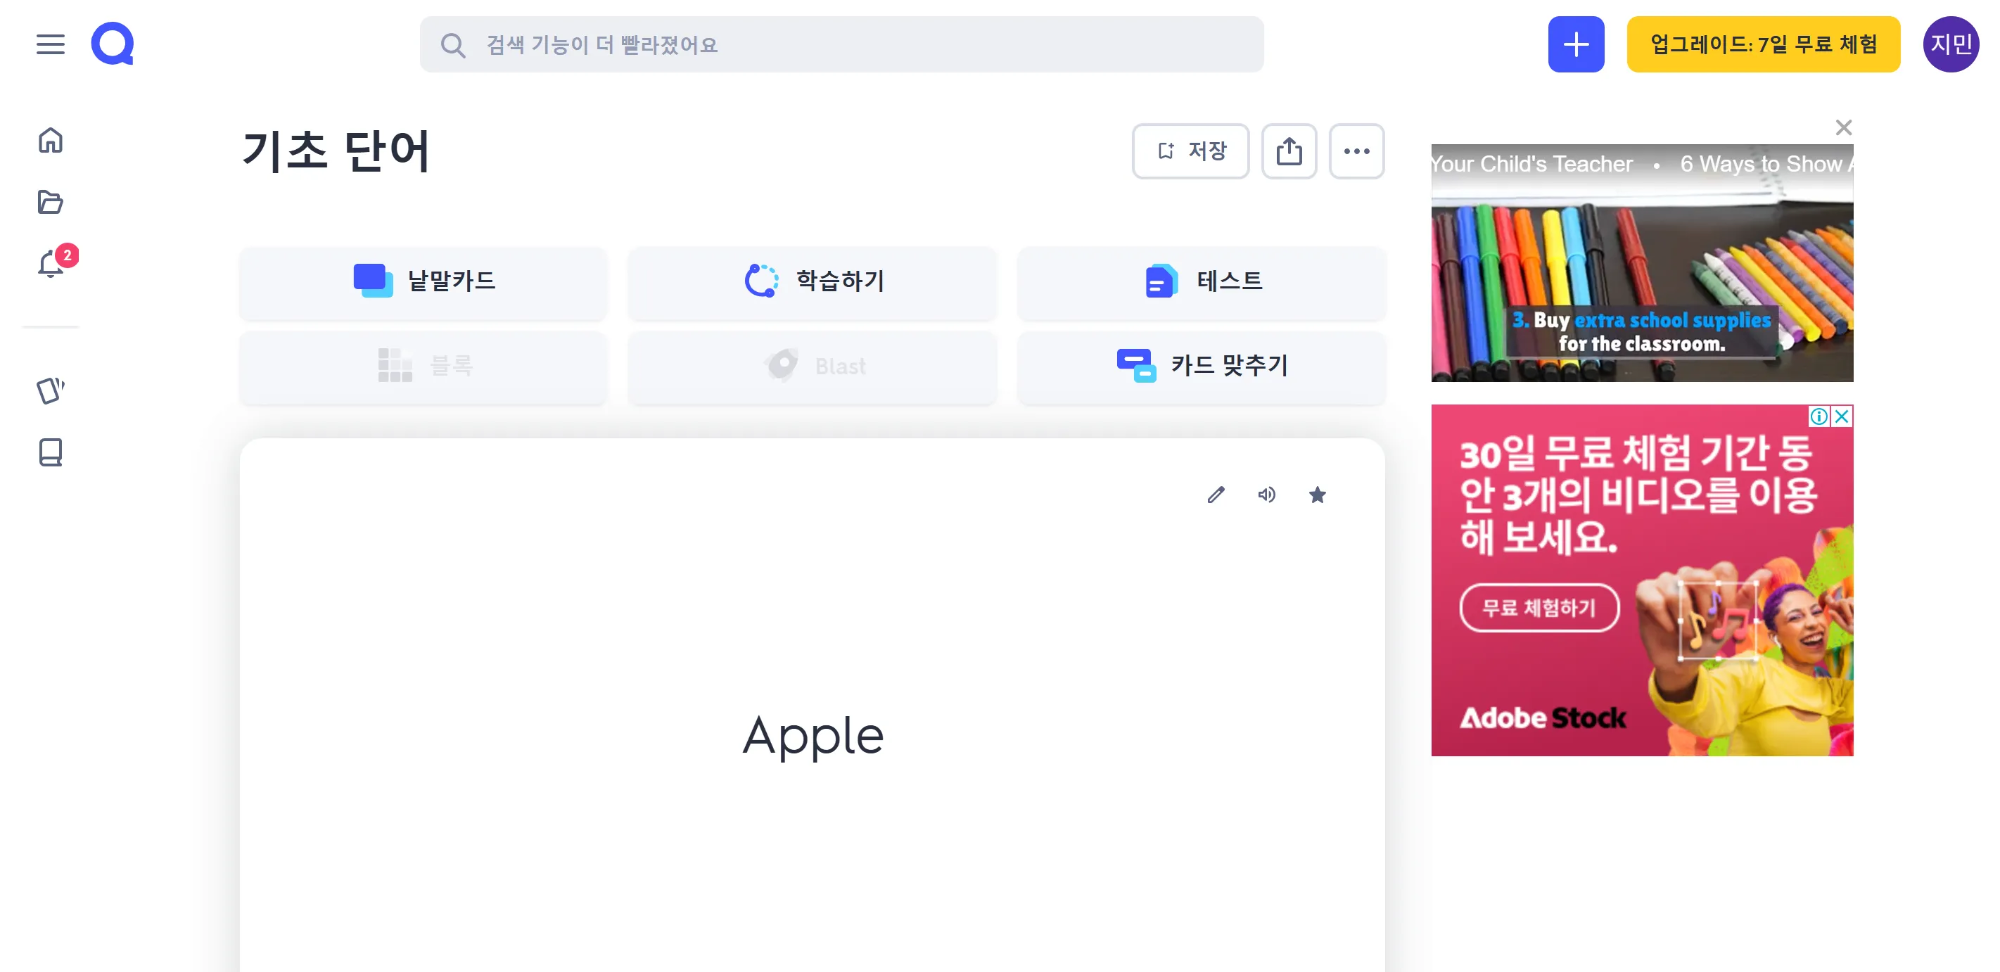 검색 기능이 더 빨라졌어요
업그레이드: 7일 무료 체험
지민
2
기초 단어
저장
낱말카드
학습하기
테스트
블록
Blast
카드 맞추기
Apple
Your Child's Teacher • 6 Ways to Show
3. Buy extra school supplies
for the classroom.
30일 무료 체험 기간 동
안 3개의 비디오를 이용
해 보세요.
무료 체험하기
Adobe Stock